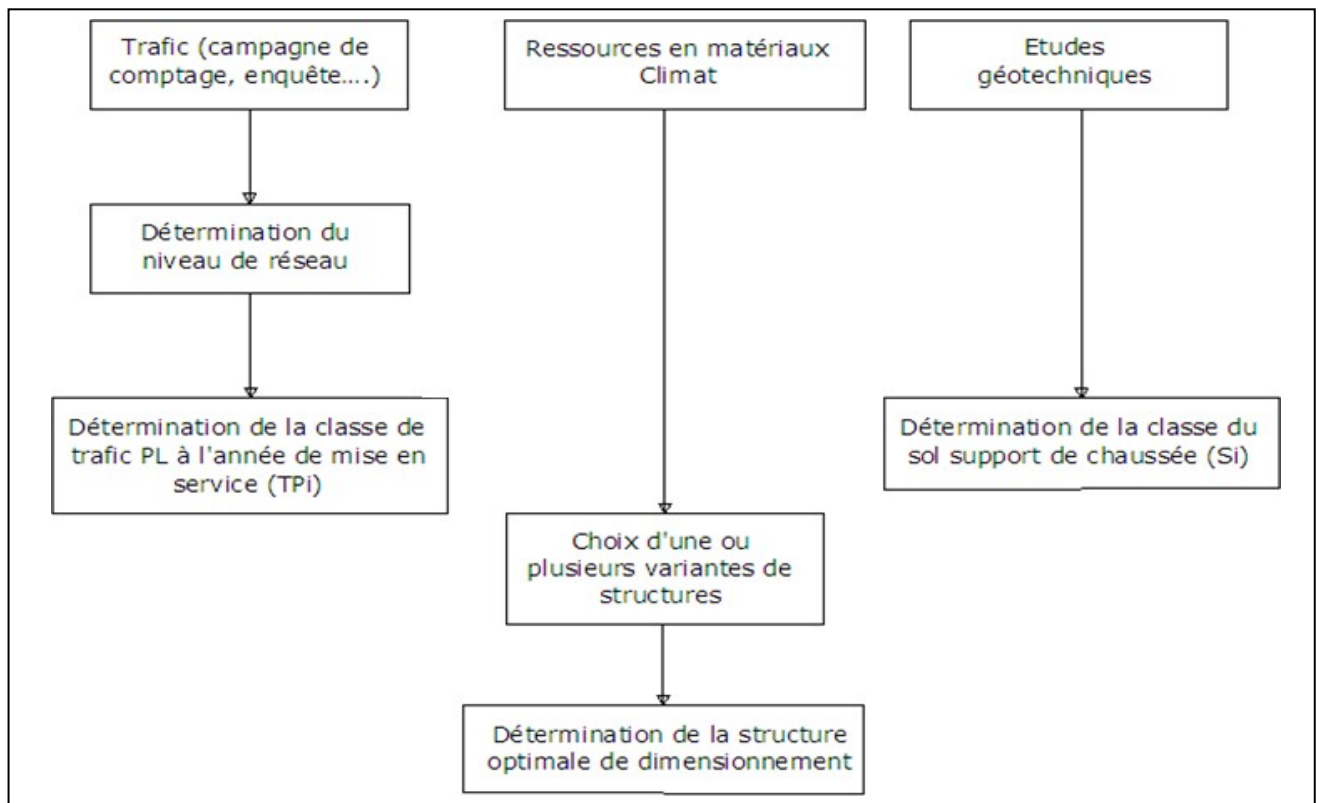 Trafic (campagne de
comptage, enquête....)
Ressources en matériaux
Climat
Etudes
géotechniques
Détermination du
niveau de réseau
Détermination de la classe de
trafic PL à l'année de mise en
service (TPi)
Détermination de la classe du
sol support de chaussée (Si)
Choix d'une ou
plusieurs variantes de
structures
Détermination de la structure
optimale de dimensionnement